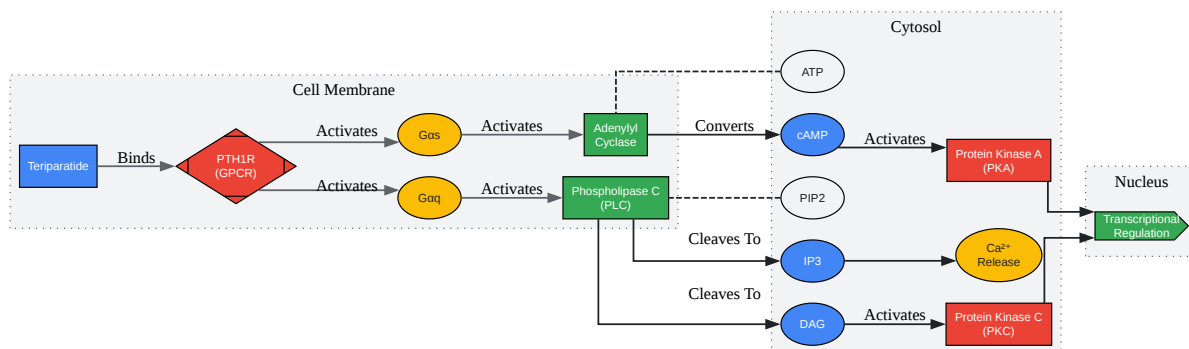 Cytosol
ATP
Cell Membrane
Activates
Gαs
Activates
Adenylyl
Cyclase
Converts
cAMP
Activates
Protein Kinase A
(PKA)
Teriparatide
Binds
PTH1R
(GPCR)
Activates
Gαq
Activates
Phospholipase C
(PLC)
PIP2
Nucleus
Transcriptional
Regulation
Cleaves To
IP3
Ca²⁺
Release
Cleaves To
DAG
Activates
Protein Kinase C
(PKC)